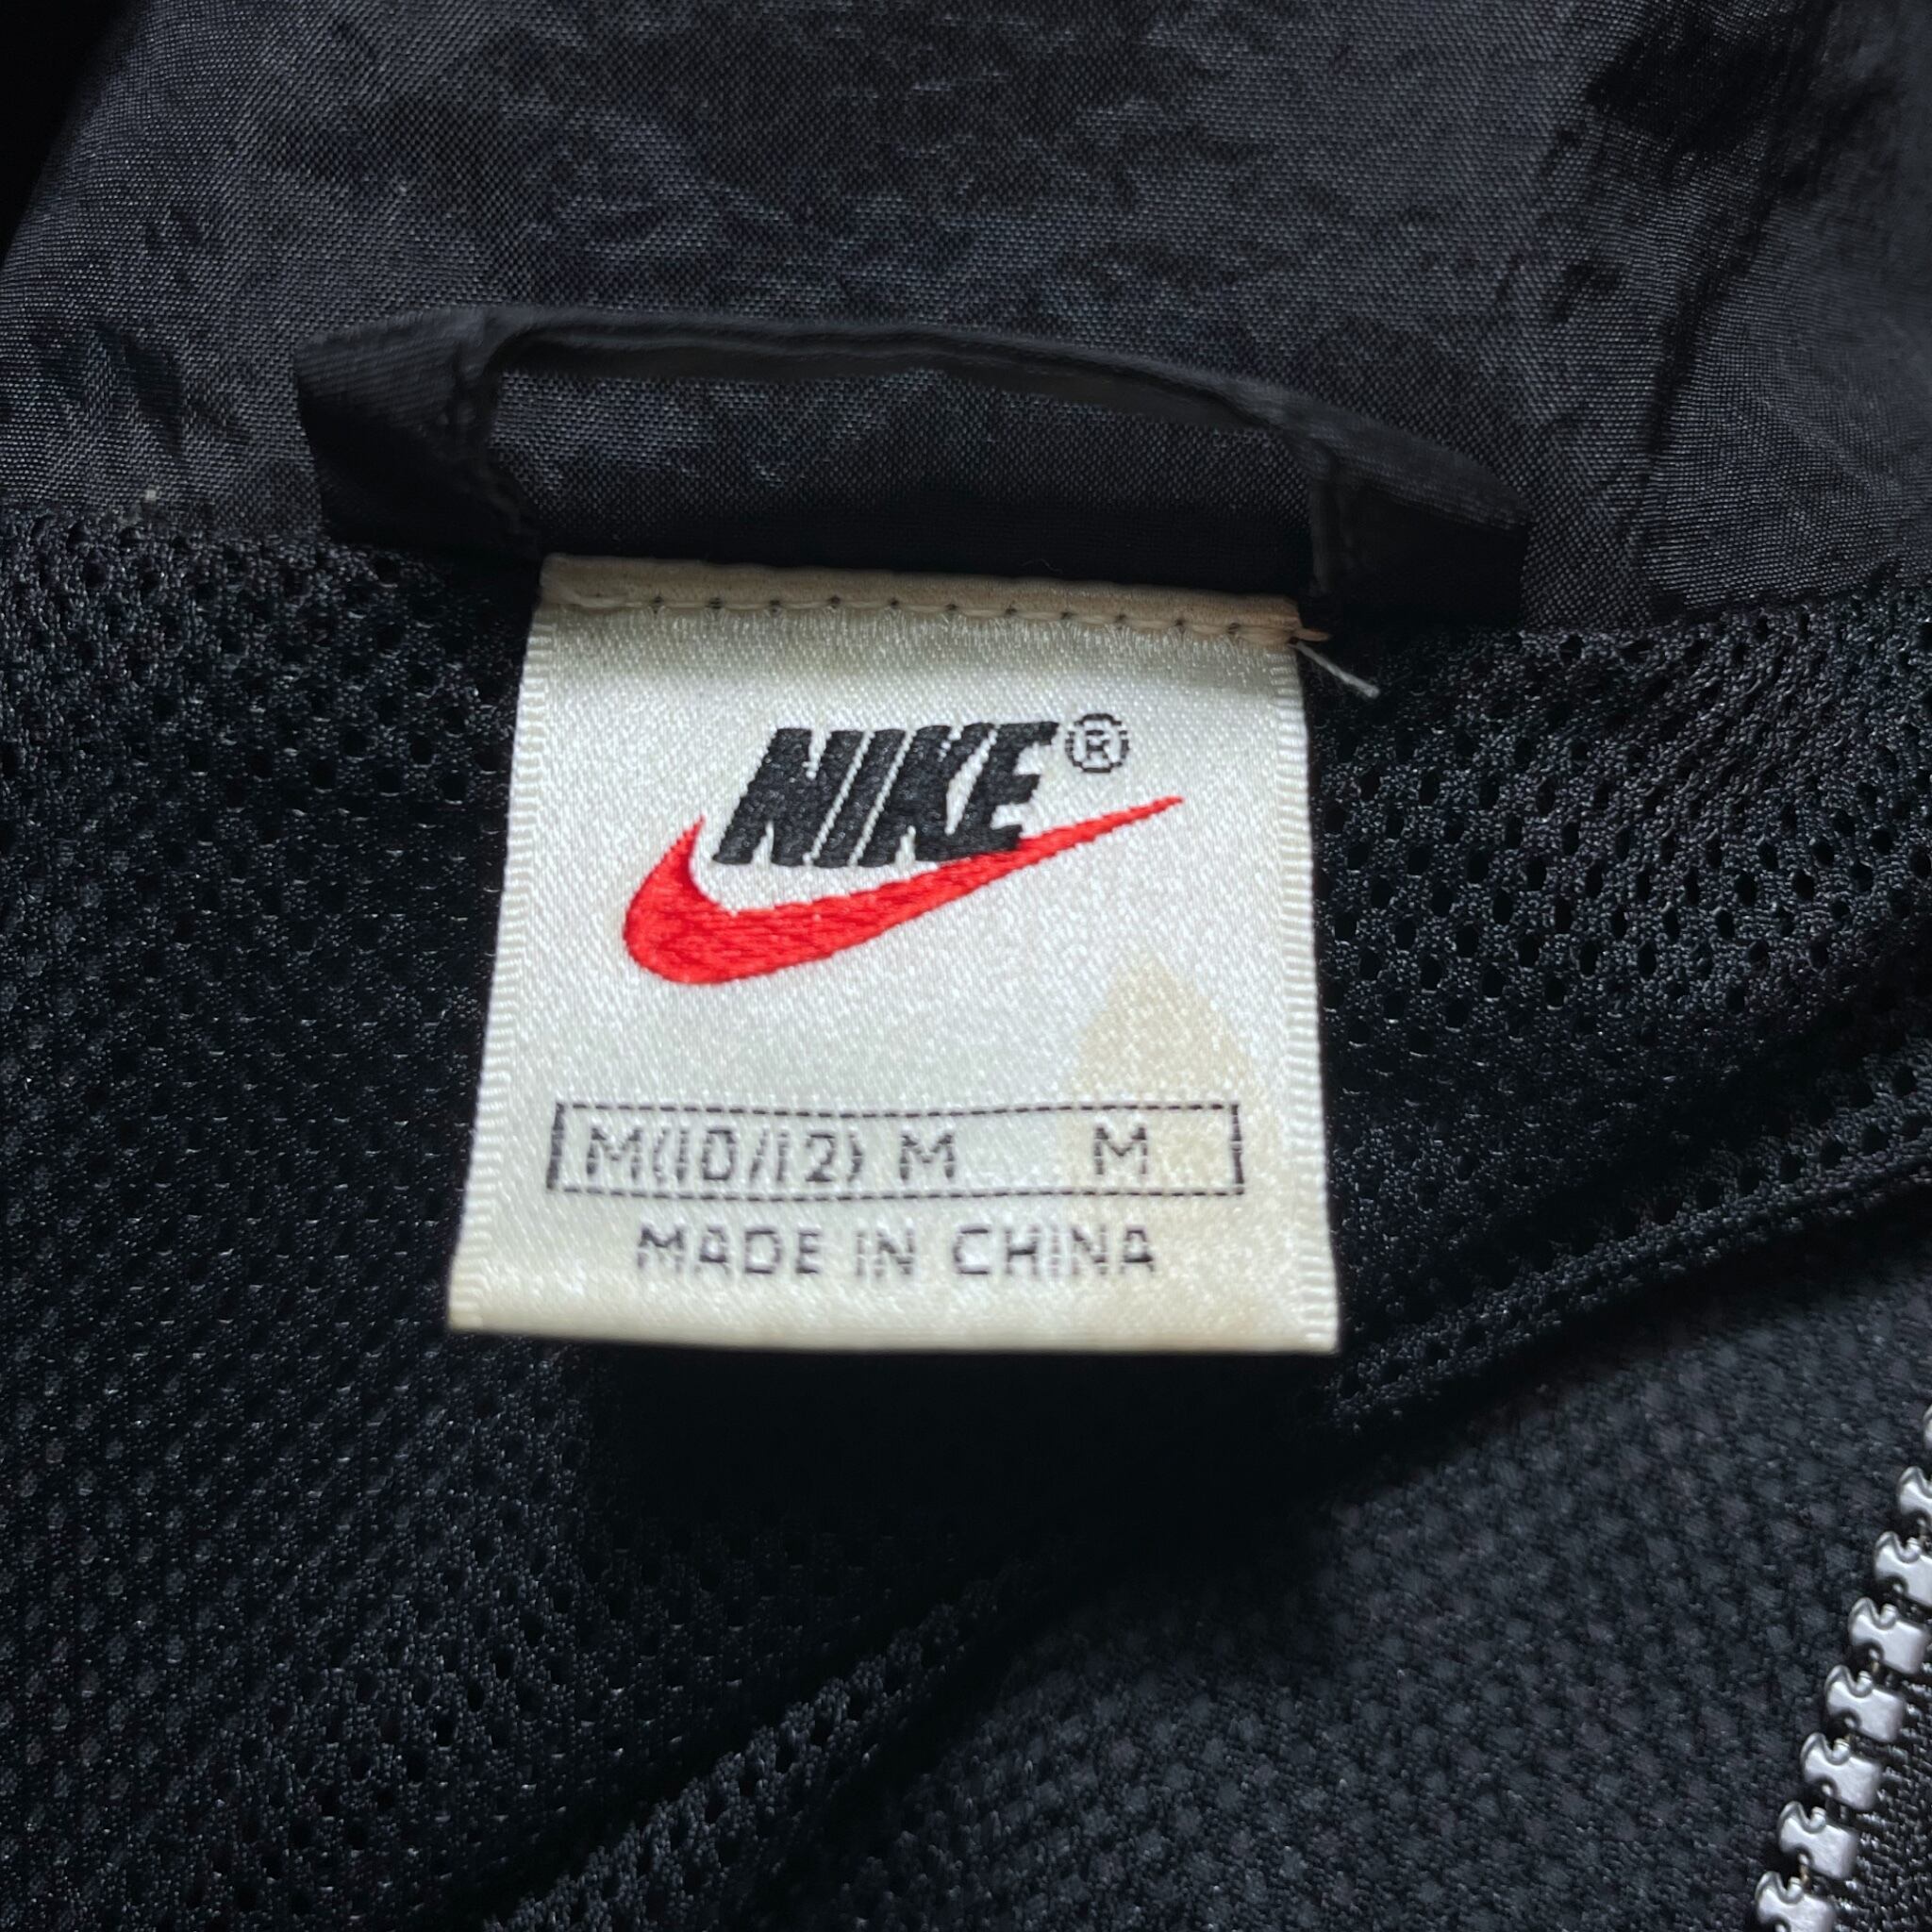 NIKE®
M(10/12) M M
MADE IN CHINA